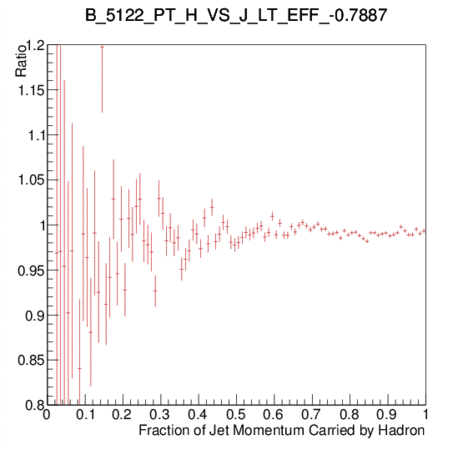 B_5122_PT_H_VS_J_LT_EFF_-0.7887
Ratio
1.2
1.15
1.1
1.05
1
0.95
0.9
0.85
0.8
0 0.1 0.2 0.3 0.4 0.5 0.6 0.7 0.8 0.9 1
Fraction of Jet Momentum Carried by Hadron